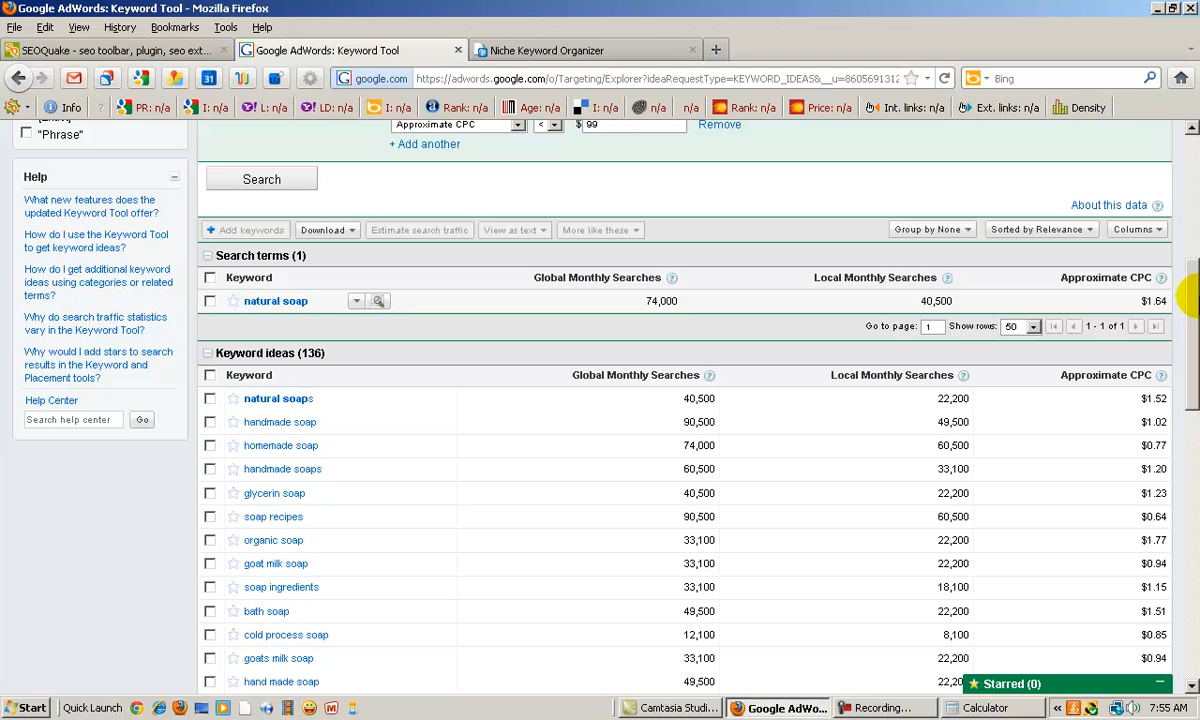 Google AdWords: Keyword Tool - Mozilla Firefox
File Edit View History Bookmarks Tools Help
SEOQuake - seo toolbar, plugin, seo ext... Google AdWords: Keyword Tool Niche Keyword Organizer
google.com https://adwords.google.com/o/Targeting/Explorer?ideaRequestType=KEYWORD_IDEAS&__u=8605691312 Bing
Info ? PR: n/a I: n/a L: n/a LD: n/a I: n/a Rank: n/a Age: n/a I: n/a n/a n/a Rank: n/a Price: n/a Int. links: n/a Ext. links: n/a Density
"Phrase"
Approximate CPC < $ 99 Remove
+ Add another
Search
About this data
Help
What new features does the
updated Keyword Tool offer?
How do I use the Keyword Tool
to get keyword ideas?
How do I get additional keyword
ideas using categories or related
terms?
Why do search traffic statistics
vary in the Keyword Tool?
Why would I add stars to search
results in the Keyword and
Placement tools?
Help Center
Search help center Go
Add keywords Download Estimate search traffic View as text More like these Group by None Sorted by Relevance Columns
Search terms (1)
Keyword Global Monthly Searches Local Monthly Searches Approximate CPC
natural soap 74,000 40,500 $1.64
Go to page: 1 Show rows: 50 1 - 1 of 1
Keyword ideas (136)
Keyword Global Monthly Searches Local Monthly Searches Approximate CPC
natural soaps 40,500 22,200 $1.52
handmade soap 90,500 49,500 $1.02
homemade soap 74,000 60,500 $0.77
handmade soaps 60,500 33,100 $1.20
glycerin soap 40,500 22,200 $1.23
soap recipes 90,500 60,500 $0.64
organic soap 33,100 22,200 $1.77
goat milk soap 33,100 22,200 $0.94
soap ingredients 33,100 18,100 $1.15
bath soap 49,500 22,200 $1.51
cold process soap 12,100 8,100 $0.85
goats milk soap 33,100 22,200 $0.94
hand made soap 49,500 22,20
Starred (0)
Start Quick Launch Camtasia Studi... Google AdWo... Recording... Calculator « 7:55 AM